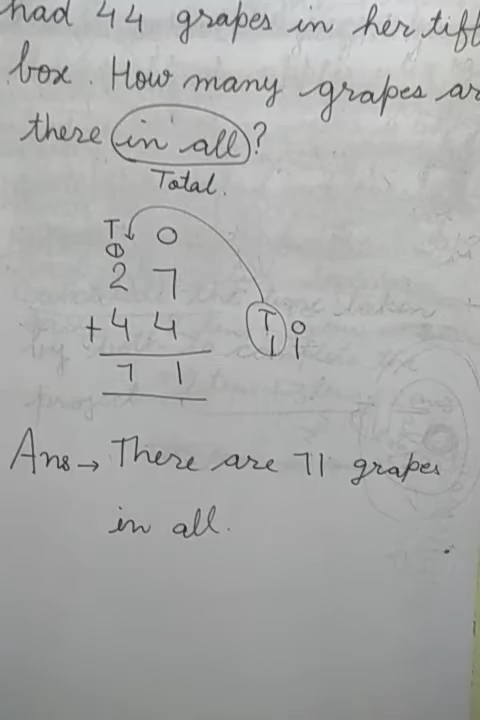 had 44 grapes in her tiff
box. How many grapes ar
there in all?
Total.
T O
1
2 7
+ 4 4
T O
1 1
7 1
Ans → There are 71 grapes
in all.